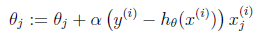 θ_j := θ_j + α (y^{(i)} − h_θ(x^{(i)})) x_j^{(i)}